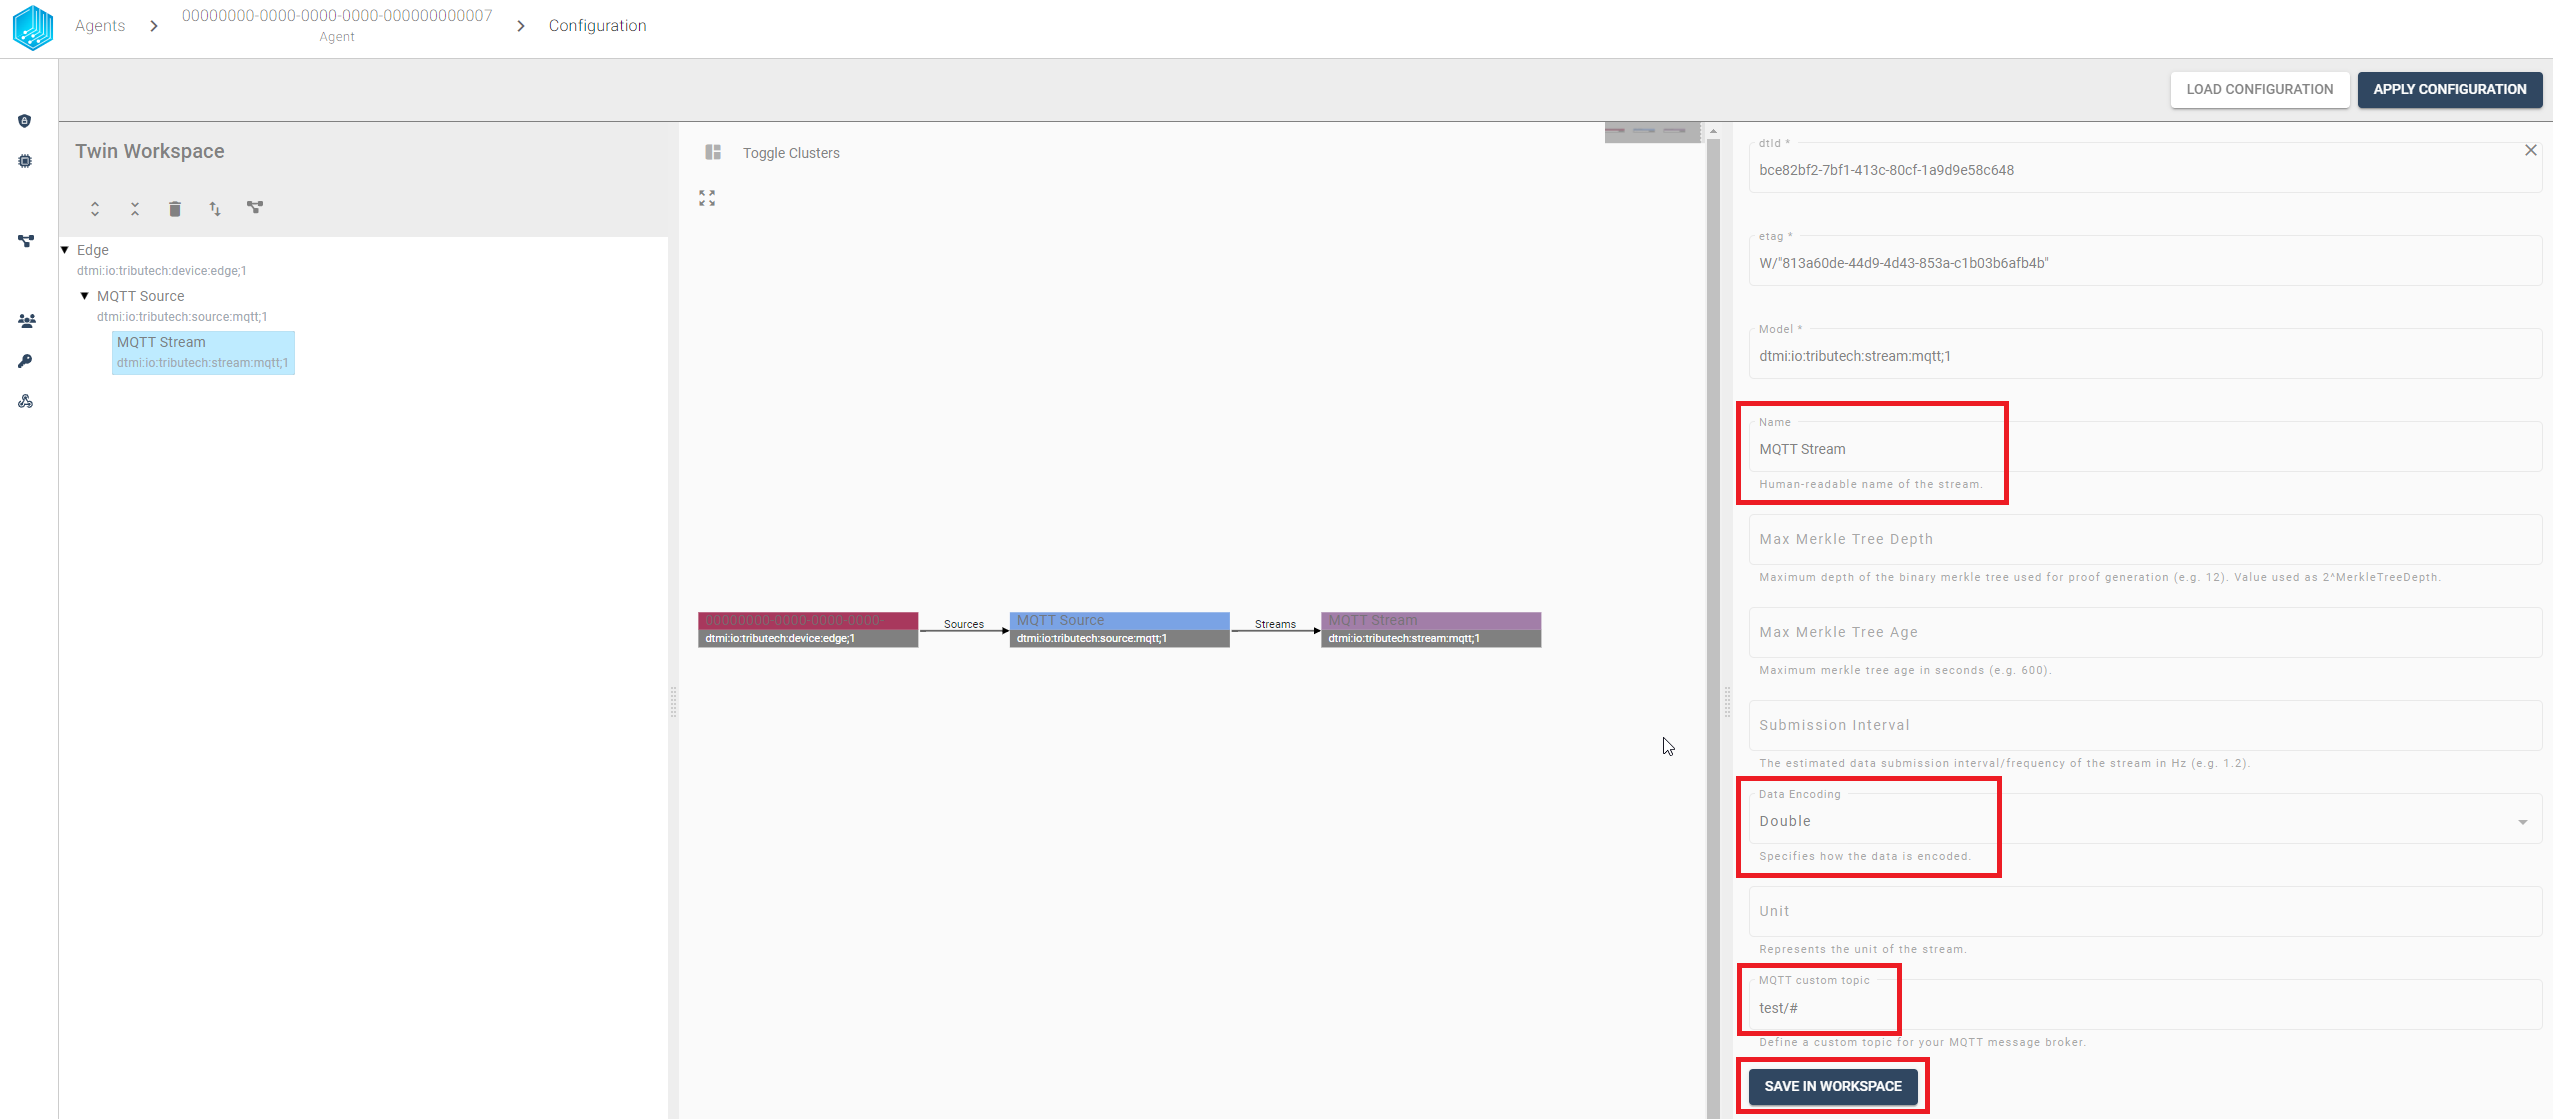 Agents
00000000-0000-0000-0000-000000000007
Agent
Configuration
LOAD CONFIGURATION
APPLY CONFIGURATION
Twin Workspace
Edge
dtmi:io:tributech:device:edge;1
MQTT Source
dtmi:io:tributech:source:mqtt;1
MQTT Stream
dtmi:io:tributech:stream:mqtt;1
Toggle Clusters
00000000-0000-0000-0000-
dtmi:io:tributech:device:edge;1
Sources
MQTT Source
dtmi:io:tributech:source:mqtt;1
Streams
MQTT Stream
dtmi:io:tributech:stream:mqtt;1
dtId *
bce82bf2-7bf1-413c-80cf-1a9d9e58c648
etag *
W/"813a60de-44d9-4d43-853a-c1b03b6afb4b"
Model *
dtmi:io:tributech:stream:mqtt;1
Name
MQTT Stream
Human-readable name of the stream.
Max Merkle Tree Depth
Maximum depth of the binary merkle tree used for proof generation (e.g. 12). Value used as 2^MerkleTreeDepth.
Max Merkle Tree Age
Maximum merkle tree age in seconds (e.g. 600).
Submission Interval
The estimated data submission interval/frequency of the stream in Hz (e.g. 1.2).
Data Encoding
Double
Specifies how the data is encoded.
Unit
Represents the unit of the stream.
MQTT custom topic
test/#
Define a custom topic for your MQTT message broker.
SAVE IN WORKSPACE